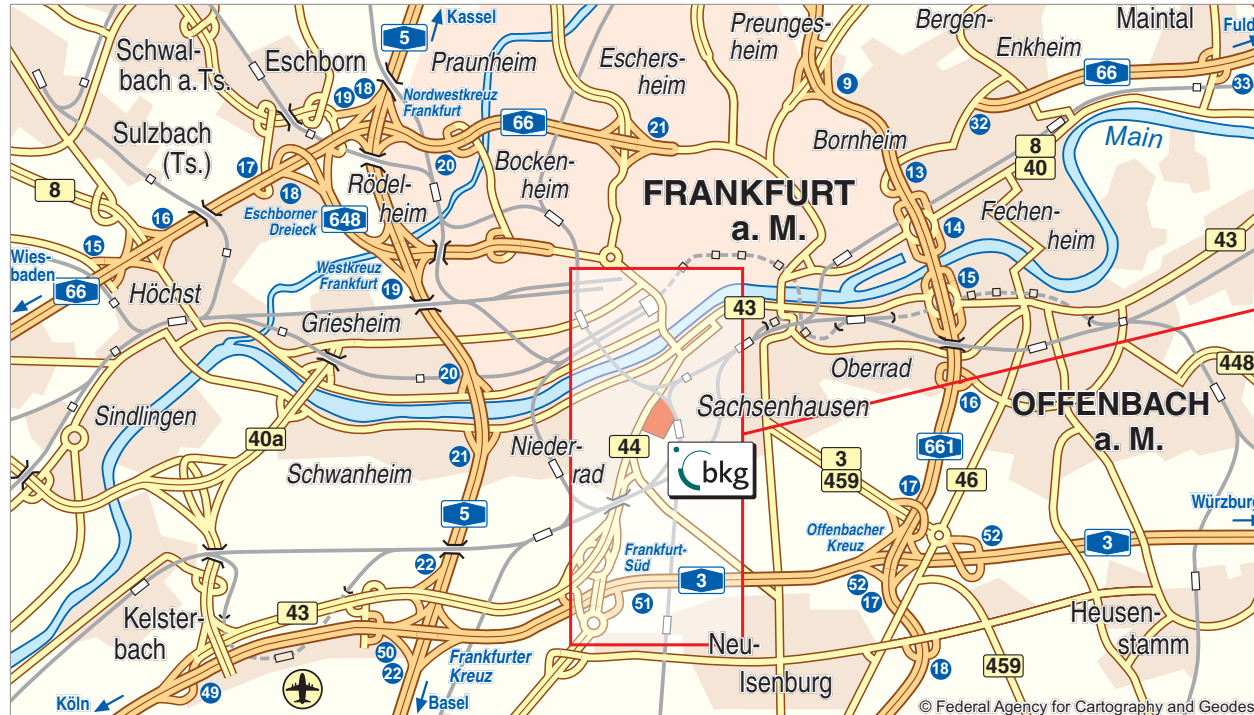 Kassel
5
Schwal-
bach a.Ts.
Eschborn
Praunheim
Eschers-
heim
Preunges-
heim
Bergen-
Enkheim
Maintal
66
33
19
18
Nordwestkreuz
Frankfurt
9
66
21
32
Sulzbach
(Ts.)
17
20
Bocken-
heim
Bornheim
Main
8
40
8
18
Rödel-
heim
13
FRANKFURT
a. M.
Fechen-
heim
16
Eschborner
Dreieck
648
14
43
15
Wies-
baden
66
Westkreuz
Frankfurt
19
15
Höchst
43
Griesheim
20
Oberrad
448
16
Sindlingen
Sachsenhausen
OFFENBACH
a. M.
40a
Nieder-
rad
44
bkg
661
21
3
459
46
Schwanheim
17
5
Würzburg
Offenbacher
Kreuz
52
3
Frankfurt-
Süd
22
3
52
51
17
43
Kelster-
bach
Heusen-
stamm
Neu-
Isenburg
50
22
Frankfurter
Kreuz
18
459
49
Köln
Basel
© Federal Agency for Cartography and Geodes